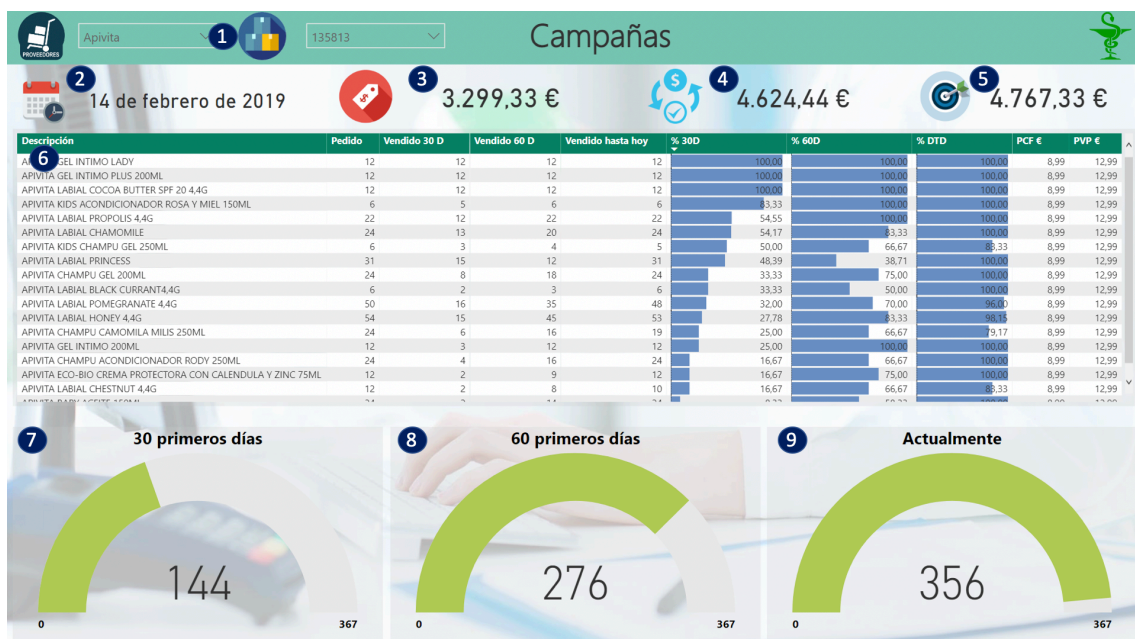 PROVEEDORES
Apivita
1
135813
Campañas
2
14 de febrero de 2019
3
3.299,33 €
4
4.624,44 €
5
4.767,33 €
Descripción Pedido Vendido 30 D Vendido 60 D Vendido hasta hoy % 30D % 60D % DTD PCF € PVP €
6
GEL INTIMO LADY 12 12 12 12 100,00 100,00 100,00 8,99 12,99
APIVITA GEL INTIMO PLUS 200ML 12 12 12 12 100,00 100,00 100,00 8,99 12,99
APIVITA LABIAL COCOA BUTTER SPF 20 4,4G 12 12 12 12 100,00 100,00 100,00 8,99 12,99
APIVITA KIDS ACONDICIONADOR ROSA Y MIEL 150ML 6 5 6 6 83,33 100,00 100,00 8,99 12,99
APIVITA LABIAL PROPOLIS 4,4G 22 12 22 22 54,55 100,00 100,00 8,99 12,99
APIVITA LABIAL CHAMOMILE 24 13 20 24 54,17 83,33 100,00 8,99 12,99
APIVITA KIDS CHAMPU GEL 250ML 6 3 4 5 50,00 66,67 83,33 8,99 12,99
APIVITA LABIAL PRINCESS 31 15 12 31 48,39 38,71 100,00 8,99 12,99
APIVITA CHAMPU GEL 200ML 24 8 18 24 33,33 75,00 100,00 8,99 12,99
APIVITA LABIAL BLACK CURRANT4,4G 6 2 3 6 33,33 50,00 100,00 8,99 12,99
APIVITA LABIAL POMEGRANATE 4,4G 50 16 35 48 32,00 70,00 96,00 8,99 12,99
APIVITA LABIAL HONEY 4,4G 54 15 45 53 27,78 83,33 98,15 8,99 12,99
APIVITA CHAMPU CAMOMILA MILIS 250ML 24 6 16 19 25,00 66,67 79,17 8,99 12,99
APIVITA GEL INTIMO 200ML 12 3 12 12 25,00 100,00 100,00 8,99 12,99
APIVITA CHAMPU ACONDICIONADOR RODY 250ML 24 4 16 24 16,67 66,67 100,00 8,99 12,99
APIVITA ECO-BIO CREMA PROTECTORA CON CALENDULA Y ZINC 75ML 12 2 9 12 16,67 75,00 100,00 8,99 12,99
APIVITA LABIAL CHESTNUT 4,4G 12 2 8 10 16,67 66,67 83,33 8,99 12,99
7
30 primeros días
144
0 367
8
60 primeros días
276
0 367
9
Actualmente
356
0 367